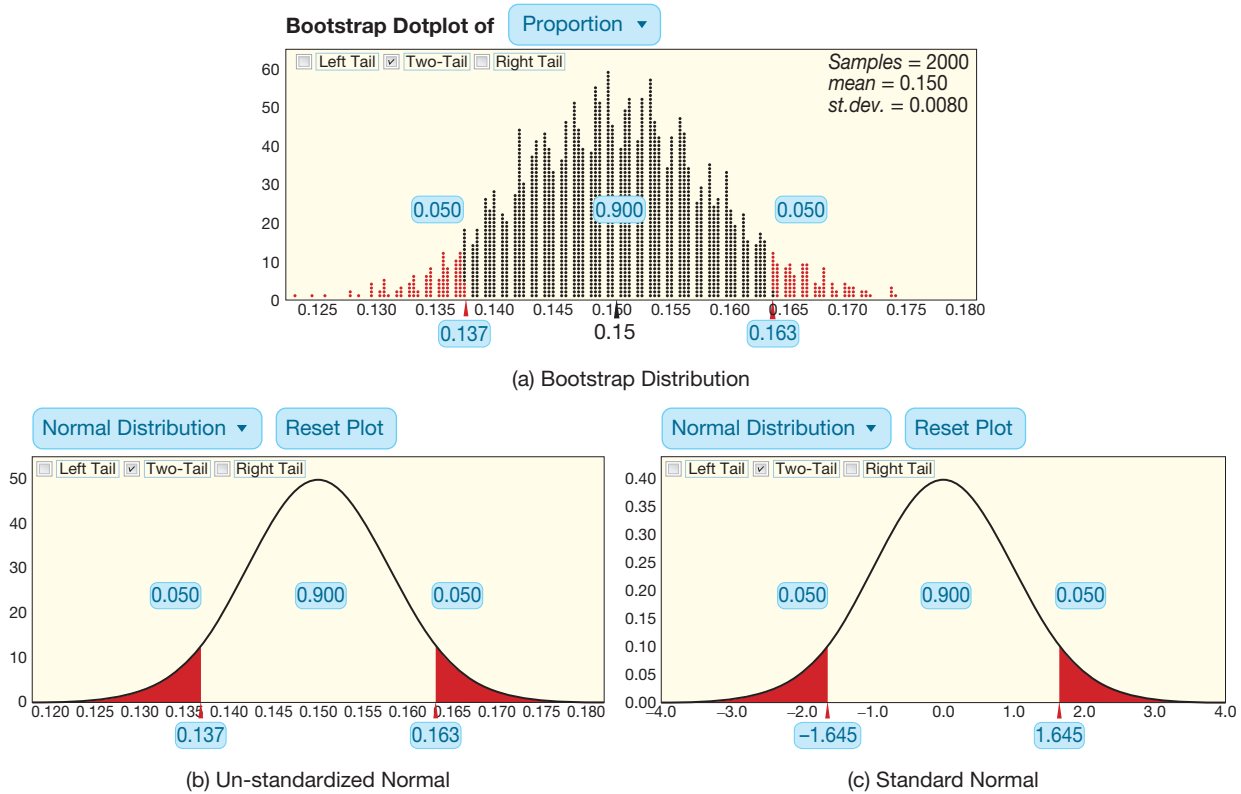 Bootstrap Dotplot of Proportion
Left Tail Two-Tail Right Tail
Samples = 2000
mean = 0.150
st.dev. = 0.0080
60
50
40
30
20
10
0
0.050 0.900 0.050
0.125 0.130 0.135 0.140 0.145 0.150 0.155 0.160 0.165 0.170 0.175 0.180
0.137 0.15 0.163
(a) Bootstrap Distribution
Normal Distribution Reset Plot
Left Tail Two-Tail Right Tail
50
40
30
20
10
0
0.050 0.900 0.050
0.120 0.125 0.130 0.135 0.140 0.145 0.150 0.155 0.160 0.165 0.170 0.175 0.180
0.137 0.163
(b) Un-standardized Normal
Normal Distribution Reset Plot
Left Tail Two-Tail Right Tail
0.40
0.35
0.30
0.25
0.20
0.15
0.10
0.05
0.00
0.050 0.900 0.050
−4.0 −3.0 −2.0 −1.0 0.0 1.0 2.0 3.0 4.0
−1.645 1.645
(c) Standard Normal